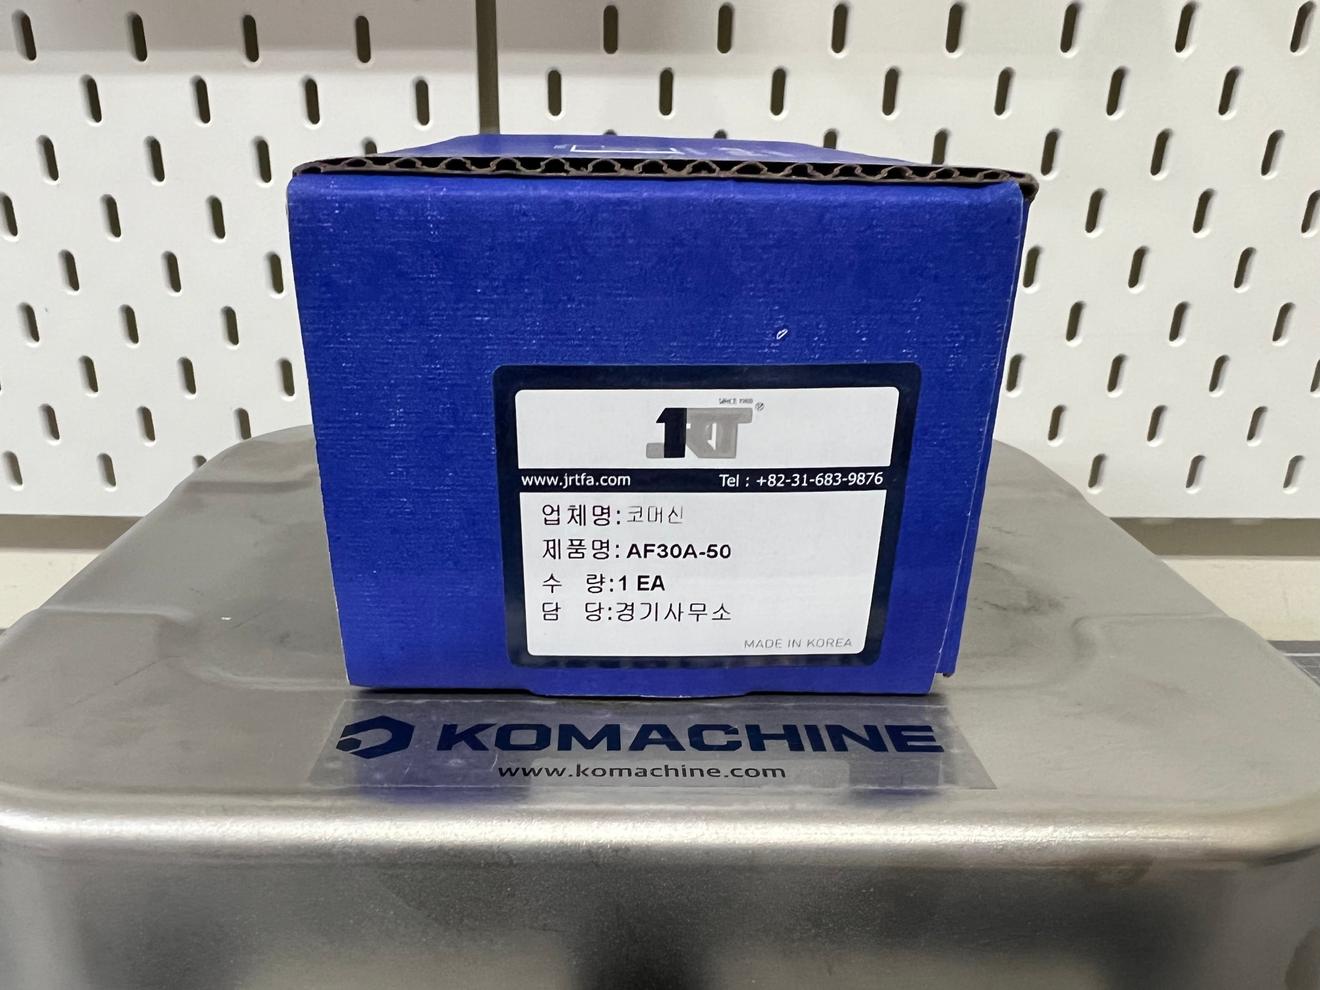 SINCE 1988
JRT®
www.jrtfa.com Tel : +82-31-683-9876
업체명:코머신
제품명: AF30A-50
수 량:1 EA
담 당:경기사무소
MADE IN KOREA
KOMACHINE
www.komachine.com